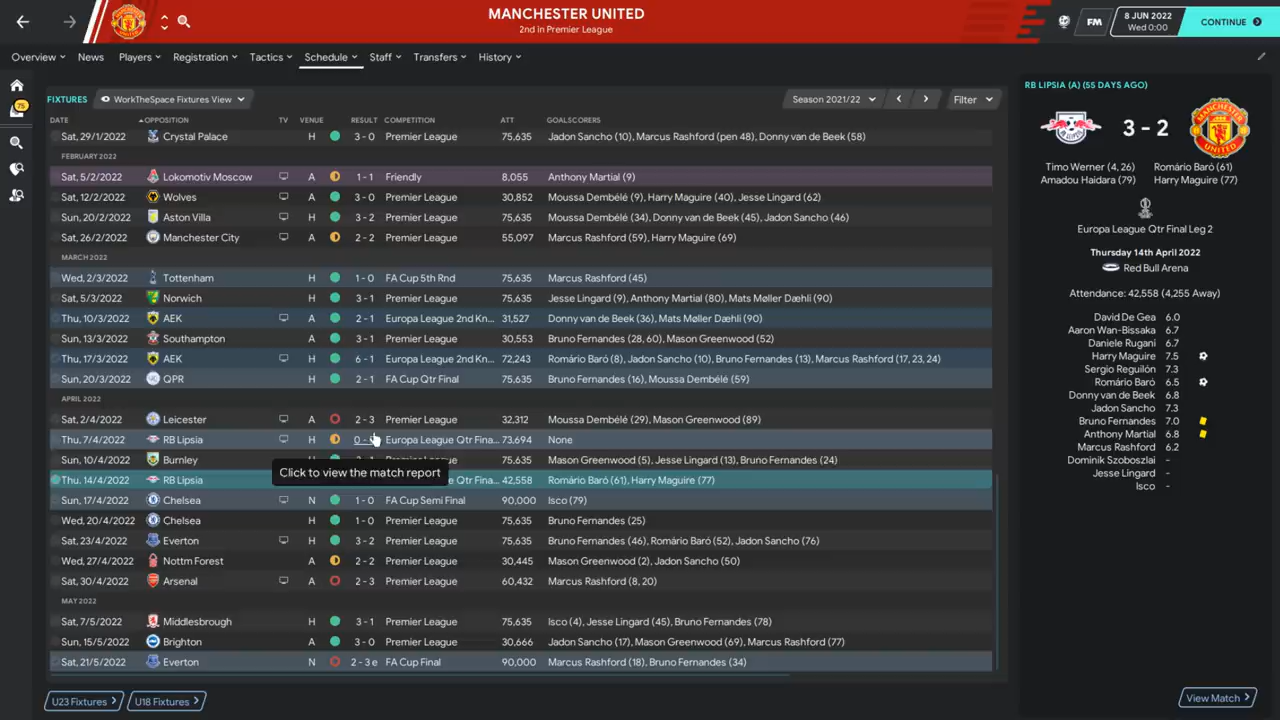 MANCHESTER UNITED
2nd in Premier League
FM
8 JUN 2022
Wed 0:00
CONTINUE
Overview
News
Players
Registration
Tactics
Schedule
Staff
Transfers
History
75
FIXTURES
WorkTheSpace Fixtures View
Season 2021/22
Filter
DATE OPPOSITION TV VENUE RESULT COMPETITION ATT GOALSCORERS
Sat, 29/1/2022 Crystal Palace H 3-0 Premier League 75,635 Jadon Sancho (10), Marcus Rashford (pen 48), Donny van de Beek (58)
FEBRUARY 2022
Sat, 5/2/2022 Lokomotiv Moscow A 1-1 Friendly 8,055 Anthony Martial (9)
Sat, 12/2/2022 Wolves A 3-0 Premier League 30,852 Moussa Dembélé (9), Harry Maguire (40), Jesse Lingard (62)
Sun, 20/2/2022 Aston Villa H 3-2 Premier League 75,635 Moussa Dembélé (34), Donny van de Beek (45), Jadon Sancho (46)
Sat, 26/2/2022 Manchester City A 2-2 Premier League 55,097 Marcus Rashford (59), Harry Maguire (69)
MARCH 2022
Wed, 2/3/2022 Tottenham H 1-0 FA Cup 5th Rnd 75,635 Marcus Rashford (45)
Sat, 5/3/2022 Norwich H 3-1 Premier League 75,635 Jesse Lingard (9), Anthony Martial (80), Mats Møller Dæhli (90)
Thu, 10/3/2022 AEK A 2-1 Europa League 2nd Kn... 31,527 Donny van de Beek (36), Mats Møller Dæhli (90)
Sun, 13/3/2022 Southampton A 3-1 Premier League 30,553 Bruno Fernandes (28, 60), Marcus Rashford (52)
Thu, 17/3/2022 AEK H 6-1 Europa League 2nd Kn... 72,243 Romário Baró (8), Jadon Sancho (10), Bruno Fernandes (13), Marcus Rashford (17, 23, 24)
Sun, 20/3/2022 QPR H 2-1 FA Cup Qtr Final 75,635 Bruno Fernandes (16), Moussa Dembélé (59)
APRIL 2022
Sat, 2/4/2022 Leicester A 2-3 Premier League 32,312 Moussa Dembélé (29), Mason Greenwood (89)
Thu, 7/4/2022 RB Lipsia H 0 - Europa League Qtr Fina... 73,694 None
Sun, 10/4/2022 Burnley Premier League 75,635 Mason Greenwood (5), Jesse Lingard (13), Bruno Fernandes (24)
Click to view the match report
Thu, 14/4/2022 RB Lipsia Qtr Fina... 42,558 Romário Baró (61), Harry Maguire (77)
Sun, 17/4/2022 Chelsea N 1-0 FA Cup Semi Final 90,000 Isco (79)
Wed, 20/4/2022 Chelsea H 1-0 Premier League 75,635 Bruno Fernandes (25)
Sat, 23/4/2022 Everton H 3-2 Premier League 75,635 Bruno Fernandes (46), Romário Baró (52), Jadon Sancho (76)
Wed, 27/4/2022 Nottm Forest A 2-2 Premier League 30,445 Mason Greenwood (2), Jadon Sancho (50)
Sat, 30/4/2022 Arsenal A 2-3 Premier League 60,432 Marcus Rashford (8, 20)
MAY 2022
Sat, 7/5/2022 Middlesbrough H 3-1 Premier League 75,635 Isco (4), Jesse Lingard (45), Bruno Fernandes (78)
Sun, 15/5/2022 Brighton A 3-0 Premier League 30,666 Jadon Sancho (17), Mason Greenwood (69), Marcus Rashford (77)
Sat, 21/5/2022 Everton N 2-3 e FA Cup Final 90,000 Marcus Rashford (18), Bruno Fernandes (34)
U23 Fixtures
U18 Fixtures
RB LIPSIA (A) (55 DAYS AGO)
3 - 2
Timo Werner (4, 26) Romário Baró (61)
Amadou Haidara (79) Harry Maguire (77)
Europa League Qtr Final Leg 2
Thursday 14th April 2022
Red Bull Arena
Attendance: 42,558 (4,255 Away)
David De Gea 6.0
Aaron Wan-Bissaka 6.7
Daniele Rugani 6.7
Harry Maguire 7.5
Sergio Reguilón 7.3
Romário Baró 6.5
Donny van de Beek 6.8
Jadon Sancho 7.3
Bruno Fernandes 7.0
Anthony Martial 6.8
Marcus Rashford 6.2
Dominik Szoboszlai -
Jesse Lingard -
Isco -
View Match